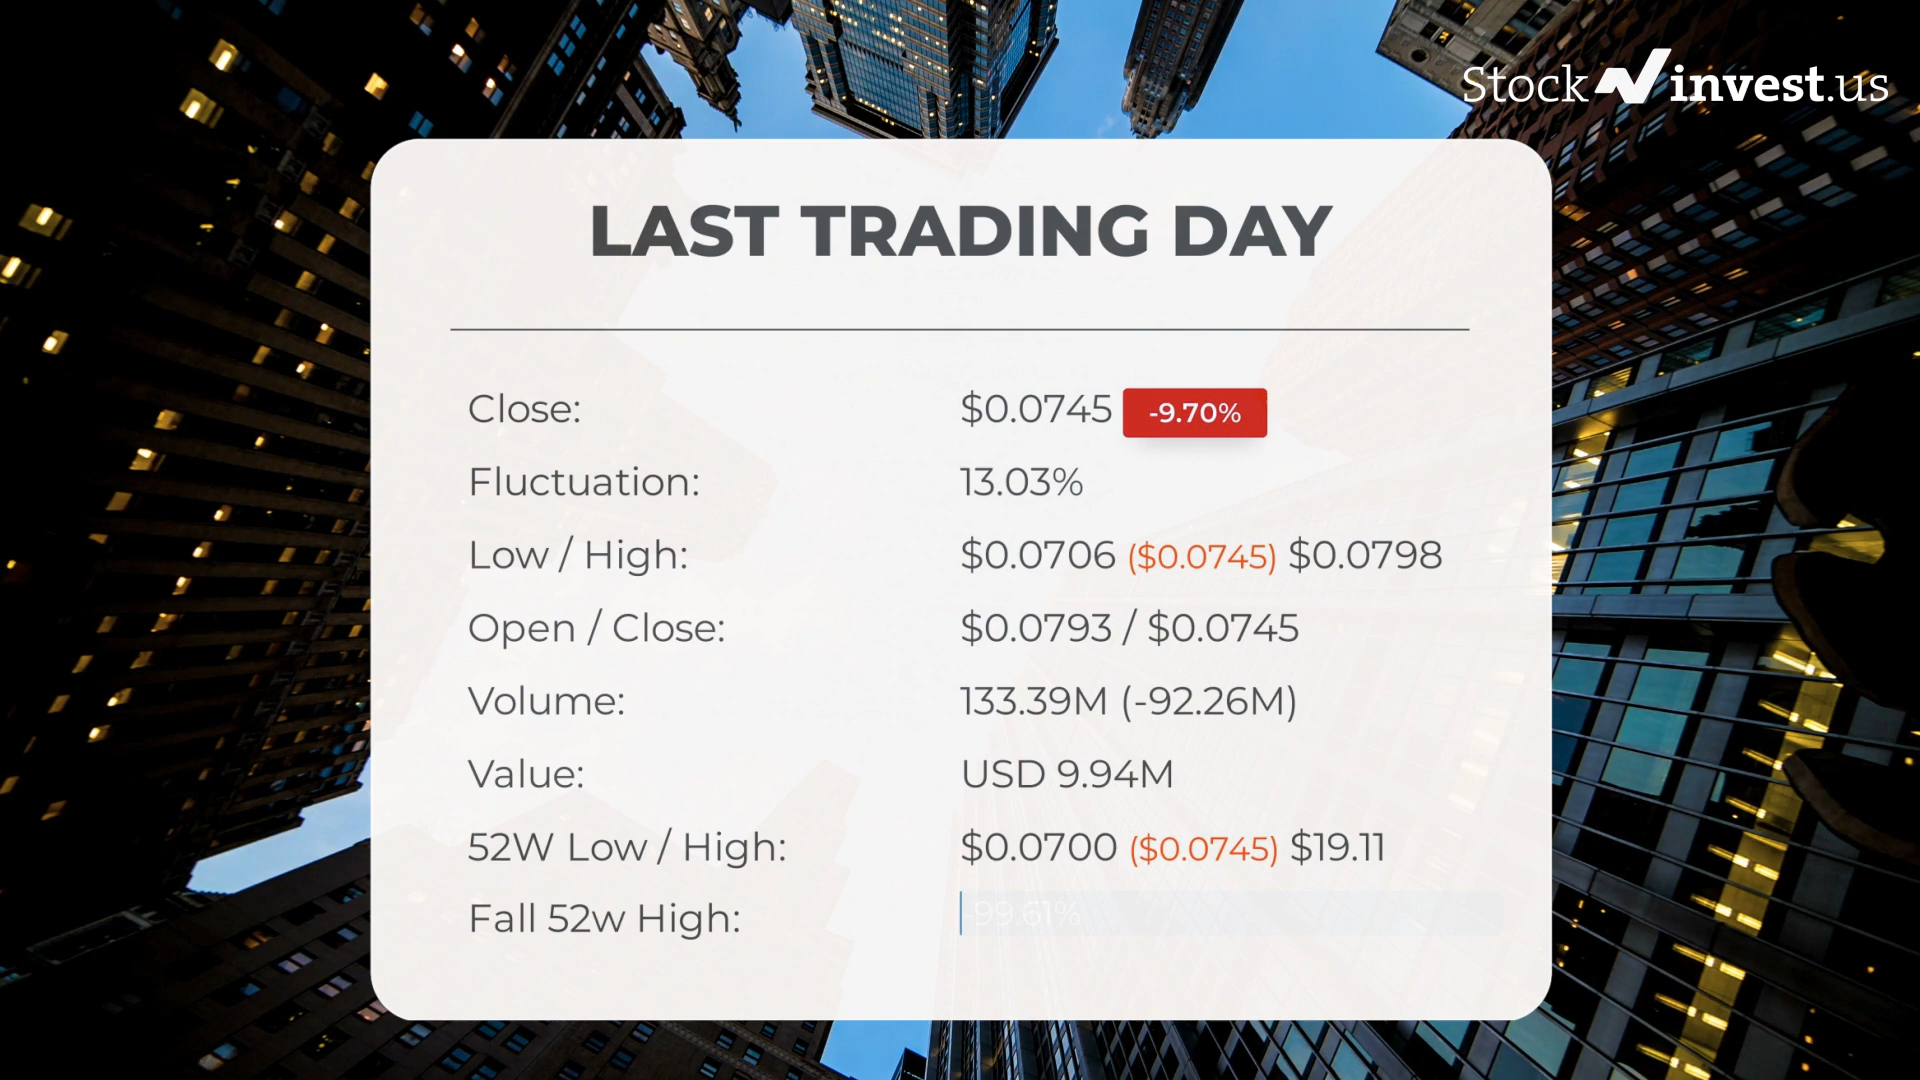 Stock invest.us
LAST TRADING DAY
Close: $0.0745 -9.70%
Fluctuation: 13.03%
Low / High: $0.0706 ($0.0745) $0.0798
Open / Close: $0.0793 / $0.0745
Volume: 133.39M (-92.26M)
Value: USD 9.94M
52W Low / High: $0.0700 ($0.0745) $19.11
Fall 52w High: -99.61%